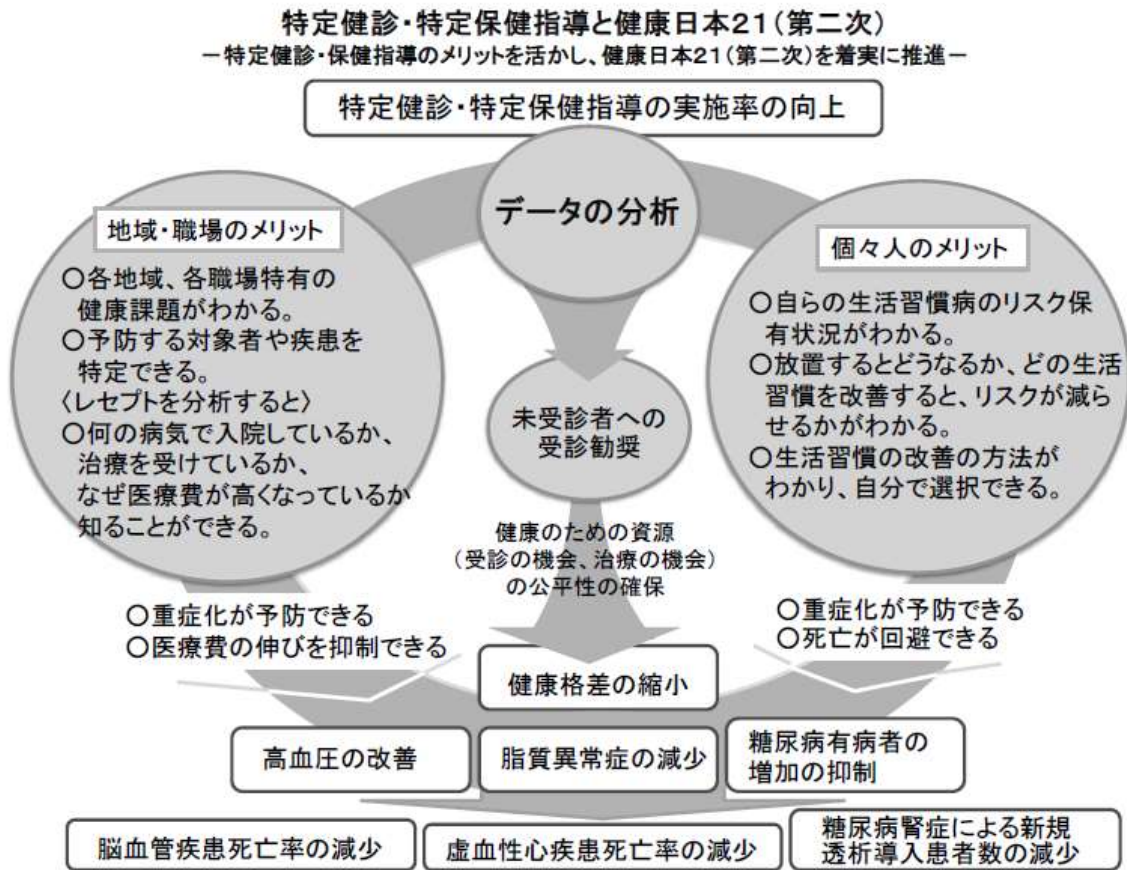 特定健診・特定保健指導と健康日本21(第二次)
－特定健診・保健指導のメリットを活かし、健康日本21(第二次)を着実に推進－
特定健診・特定保健指導の実施率の向上
データの分析
地域・職場のメリット
○各地域、各職場特有の
健康課題がわかる。
○予防する対象者や疾患を
特定できる。
〈レセプトを分析すると〉
○何の病気で入院しているか、
治療を受けているか、
なぜ医療費が高くなっているか
知ることができる。
未受診者への
受診勧奨
個々人のメリット
○自らの生活習慣病のリスク保
有状況がわかる。
○放置するとどうなるか、どの生活
習慣を改善すると、リスクが減ら
せるかがわかる。
○生活習慣の改善の方法が
わかり、自分で選択できる。
健康のための資源
(受診の機会、治療の機会)
の公平性の確保
○重症化が予防できる
○医療費の伸びを抑制できる
○重症化が予防できる
○死亡が回避できる
健康格差の縮小
高血圧の改善
脂質異常症の減少
糖尿病有病者の
増加の抑制
脳血管疾患死亡率の減少
虚血性心疾患死亡率の減少
糖尿病腎症による新規
透析導入患者数の減少